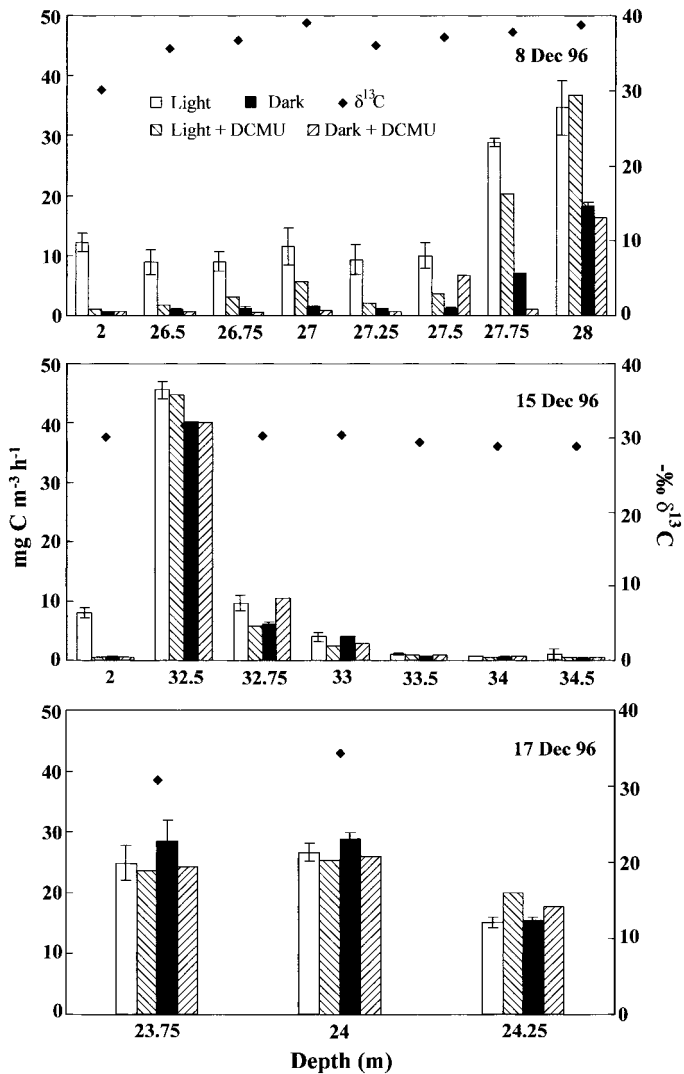 50
40
30
20
10
0
40
30
20
10
0
8 Dec 96
Light
Dark
δ¹³C
Light + DCMU
Dark + DCMU
2 26.5 26.75 27 27.25 27.5 27.75 28
50
40
30
20
10
0
40
30
20
10
0
15 Dec 96
mg C m⁻³ h⁻¹
-‰ δ¹³C
2 32.5 32.75 33 33.5 34 34.5
50
40
30
20
10
0
40
30
20
10
0
17 Dec 96
23.75 24 24.25
Depth (m)